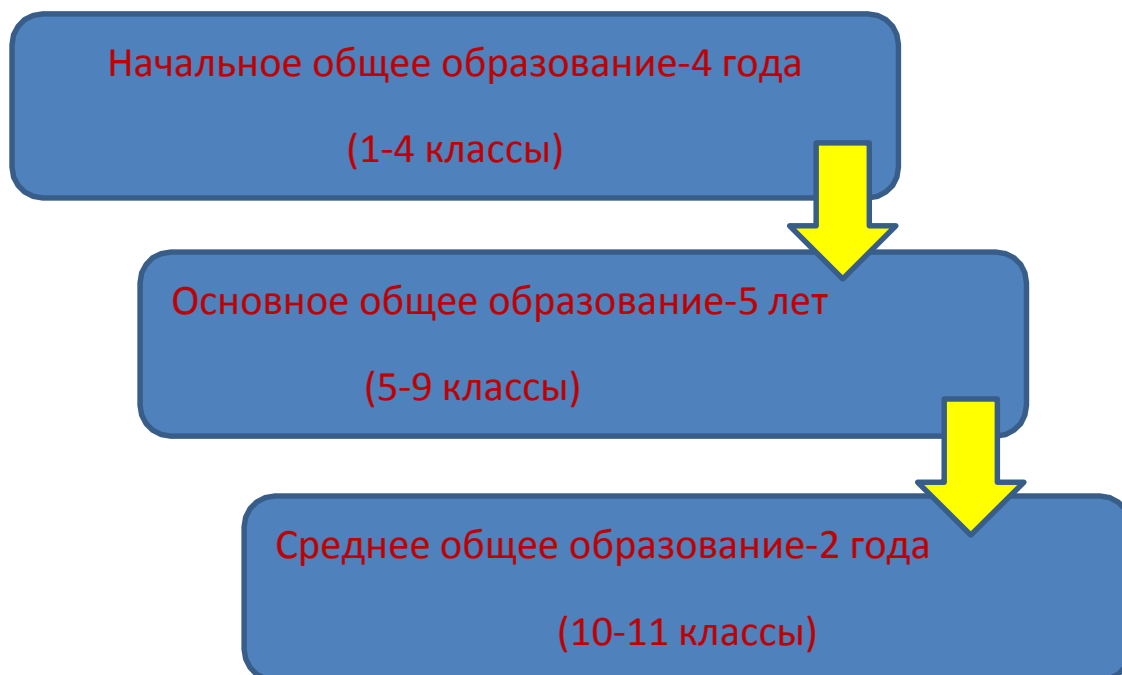 Начальное общее образование-4 года
(1-4 классы)
Основное общее образование-5 лет
(5-9 классы)
Среднее общее образование-2 года
(10-11 классы)